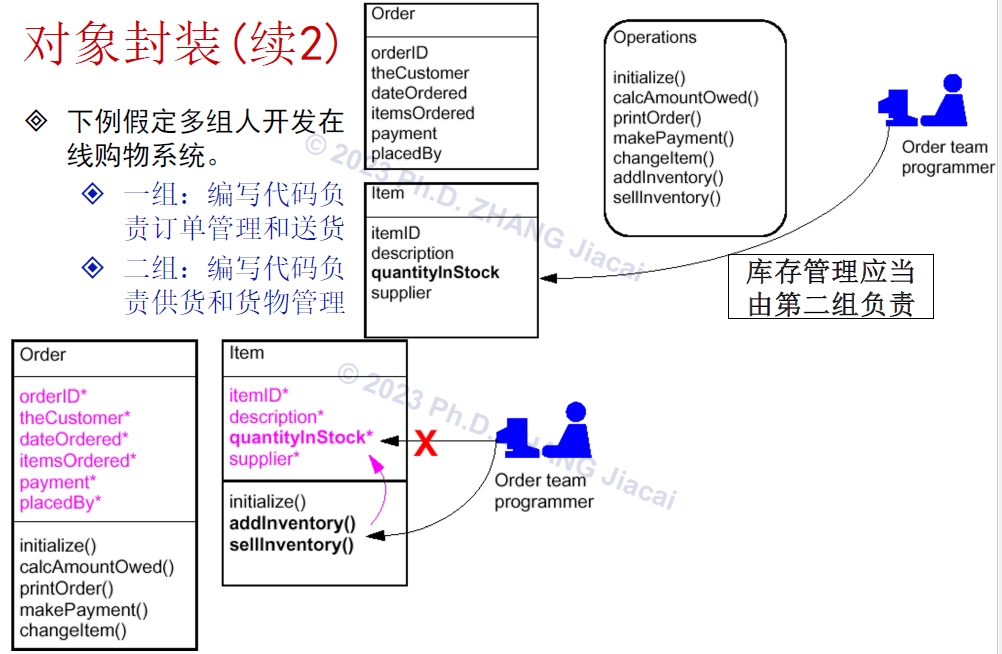 对象封装(续2)
下例假定多组人开发在
线购物系统。
一组：编写代码负
责订单管理和送货
二组：编写代码负
责供货和货物管理
Order
orderID
theCustomer
dateOrdered
itemsOrdered
payment
placedBy
Item
itemID
description
quantityInStock
supplier
Operations
initialize()
calcAmountOwed()
printOrder()
makePayment()
changeItem()
addInventory()
sellInventory()
Order team
programmer
库存管理应当
由第二组负责
Order
orderID*
theCustomer*
dateOrdered*
itemsOrdered*
payment*
placedBy*
initialize()
calcAmountOwed()
printOrder()
makePayment()
changeItem()
Item
itemID*
description*
quantityInStock*
supplier*
initialize()
addInventory()
sellInventory()
X
Order team
programmer
© 2023 Ph.D. ZHANG Jiacai
© 2023 Ph.D. ZHANG Jiacai